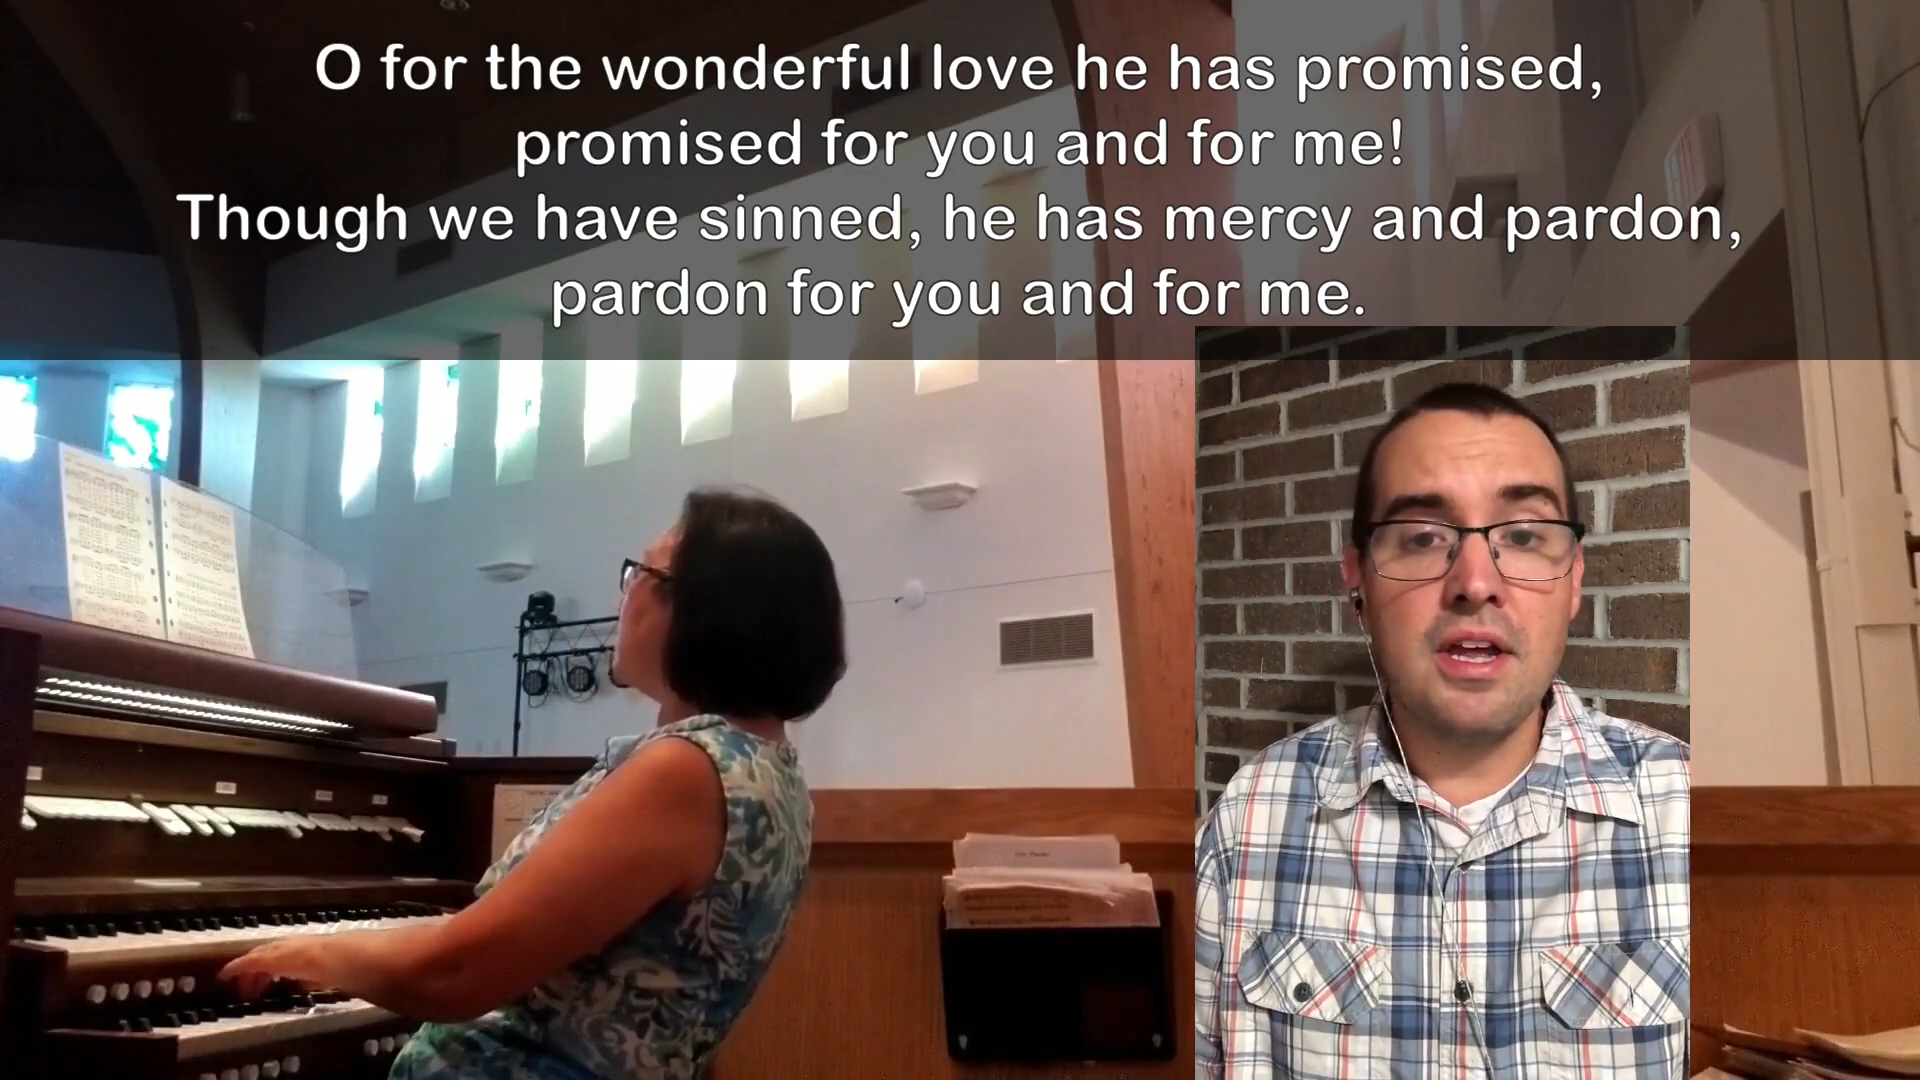 O for the wonderful love he has promised,
promised for you and for me!
Though we have sinned, he has mercy and pardon,
pardon for you and for me.